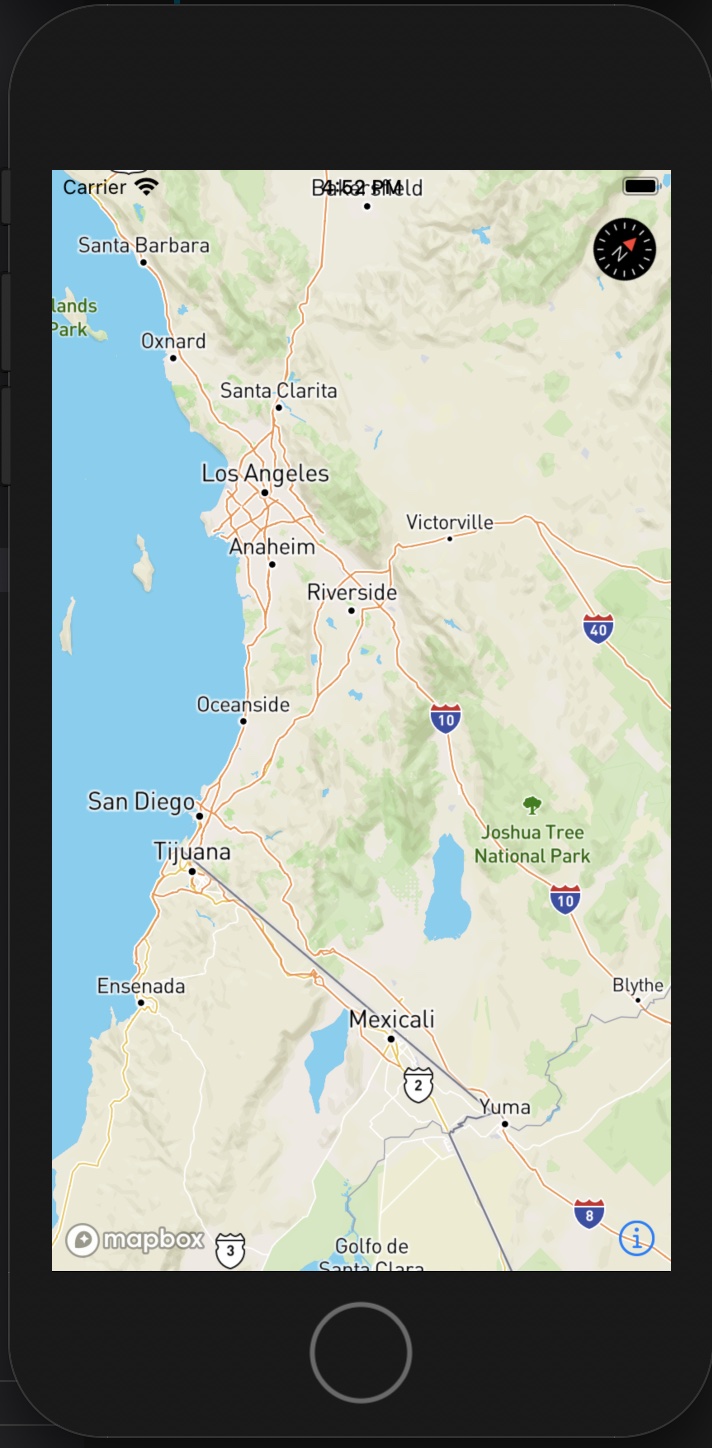 Carrier
4:52 PM
Bakersfield
N
Santa Barbara
lands
Park
Oxnard
Santa Clarita
Los Angeles
Victorville
Anaheim
Riverside
40
Oceanside
10
San Diego
Joshua Tree
National Park
Tijuana
10
Ensenada
Blythe
Mexicali
2
Yuma
8
mapbox
3
Golfo de
Santa Clara
i